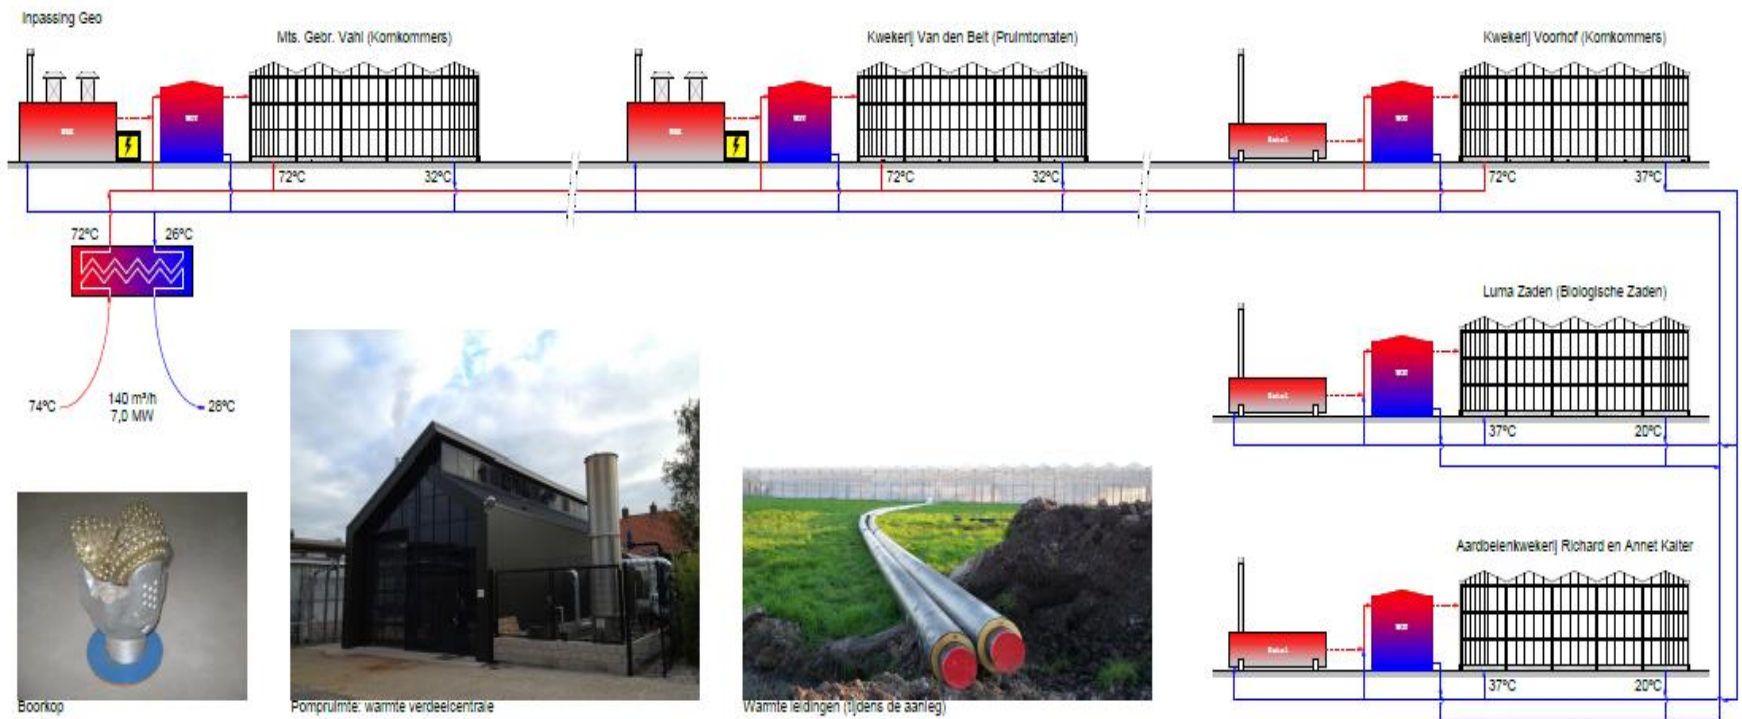 Inpassing Geo
Mts. Gebr. Vahl (Komkommers)
Kwekerij Van den Belt (Pruimtomaten)
Kwekerij Voorhof (Komkommers)
72ºC
32ºC
72ºC
32ºC
72ºC
37ºC
72ºC
26ºC
74ºC
140 m³/h
7,0 MW
28ºC
Luma Zaden (Biologische Zaden)
Ketel
37ºC
20ºC
Aardbeienkwekerij Richard en Annet Kalter
Ketel
37ºC
20ºC
Boorkop
Pompruimte: warmte verdeelcentrale
Warmte leidingen (tijdens de aanleg)